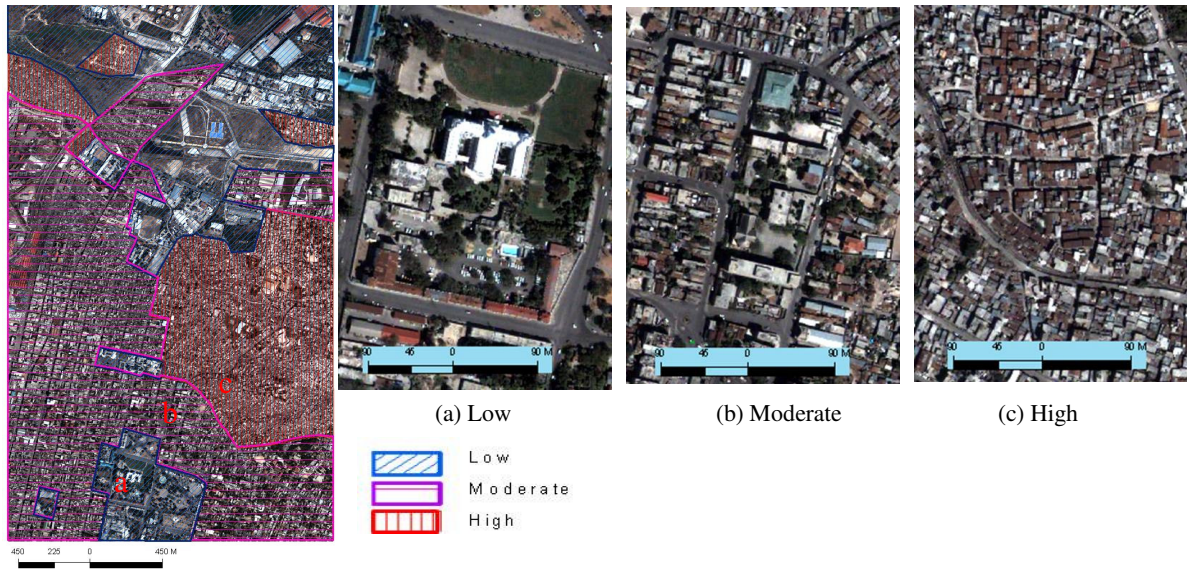 c
b
a
450 225 0 450 M
90 45 0 90 M
90 45 0 90 M
90 45 0 90 M
(a) Low
(b) Moderate
(c) High
Low
Moderate
High